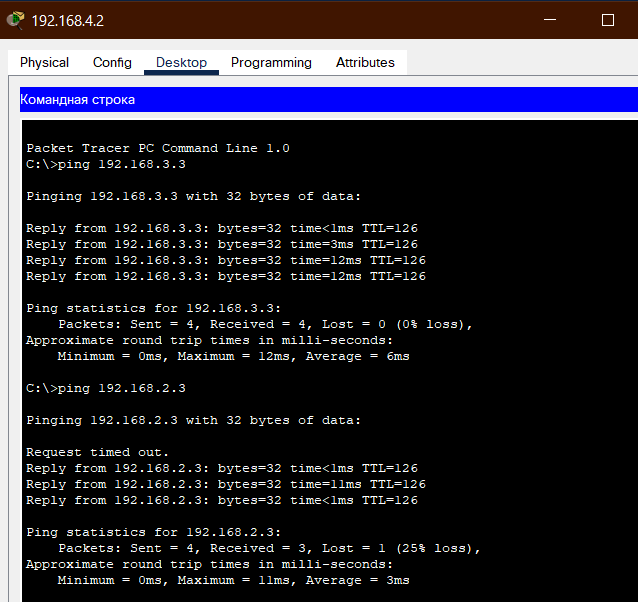 192.168.4.2
Physical Config Desktop Programming Attributes
Командная строка
Packet Tracer PC Command Line 1.0
C:\>ping 192.168.3.3
Pinging 192.168.3.3 with 32 bytes of data:
Reply from 192.168.3.3: bytes=32 time<1ms TTL=126
Reply from 192.168.3.3: bytes=32 time=3ms TTL=126
Reply from 192.168.3.3: bytes=32 time=12ms TTL=126
Reply from 192.168.3.3: bytes=32 time=12ms TTL=126
Ping statistics for 192.168.3.3:
Packets: Sent = 4, Received = 4, Lost = 0 (0% loss),
Approximate round trip times in milli-seconds:
Minimum = 0ms, Maximum = 12ms, Average = 6ms
C:\>ping 192.168.2.3
Pinging 192.168.2.3 with 32 bytes of data:
Request timed out.
Reply from 192.168.2.3: bytes=32 time<1ms TTL=126
Reply from 192.168.2.3: bytes=32 time=11ms TTL=126
Reply from 192.168.2.3: bytes=32 time<1ms TTL=126
Ping statistics for 192.168.2.3:
Packets: Sent = 4, Received = 3, Lost = 1 (25% loss),
Approximate round trip times in milli-seconds:
Minimum = 0ms, Maximum = 11ms, Average = 3ms